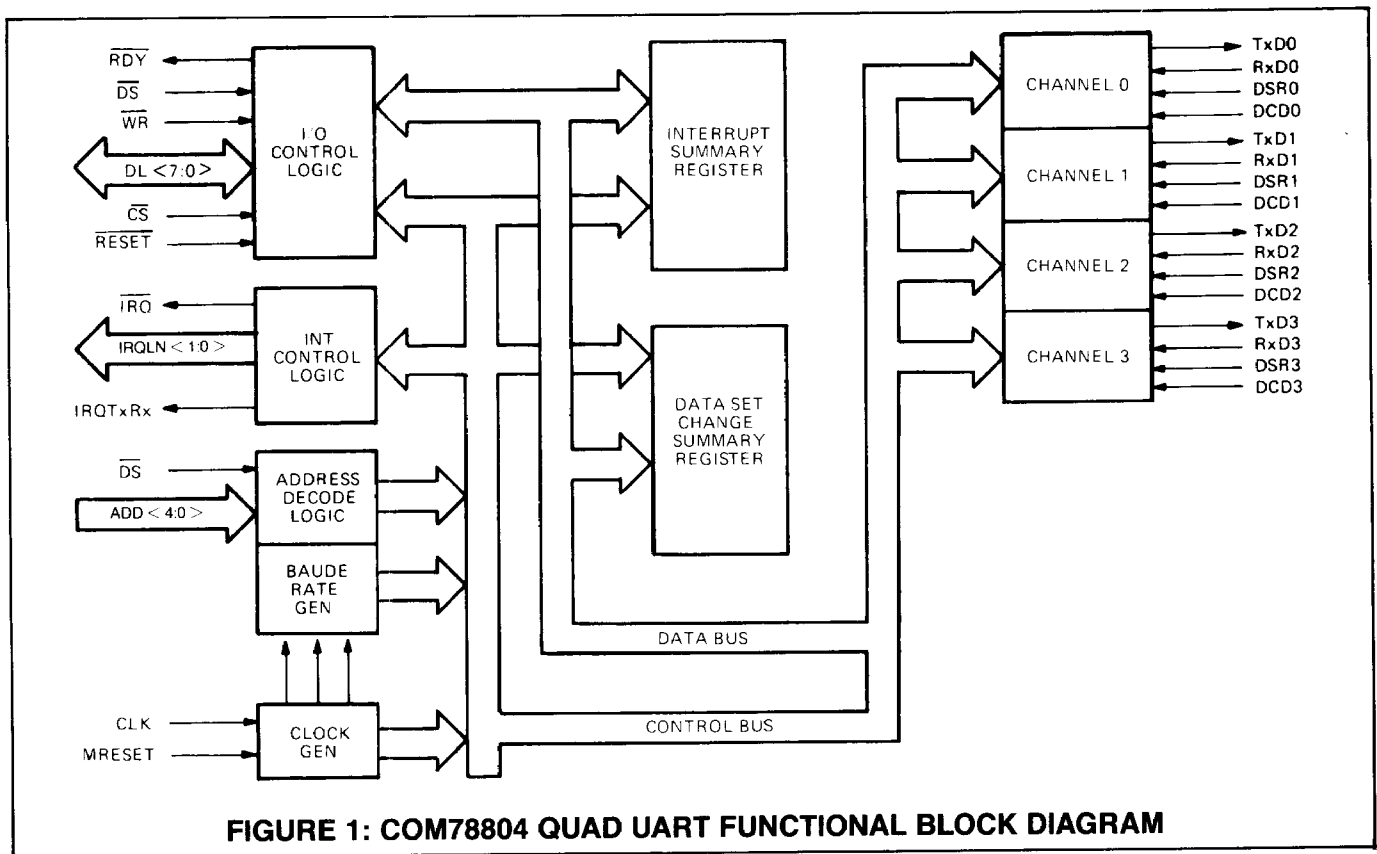 RDY
DS
WR
DL <7:0>
CS
RESET
I/O
CONTROL
LOGIC
IRQ
IRQLN < 1:0 >
IRQTxRx
INT
CONTROL
LOGIC
DS
ADD < 4:0 >
ADDRESS
DECODE
LOGIC
BAUDE
RATE
GEN
CLK
MRESET
CLOCK
GEN
INTERRUPT
SUMMARY
REGISTER
DATA SET
CHANGE
SUMMARY
REGISTER
DATA BUS
CONTROL BUS
CHANNEL 0
CHANNEL 1
CHANNEL 2
CHANNEL 3
TxD0
RxD0
DSR0
DCD0
TxD1
RxD1
DSR1
DCD1
TxD2
RxD2
DSR2
DCD2
TxD3
RxD3
DSR3
DCD3
FIGURE 1: COM78804 QUAD UART FUNCTIONAL BLOCK DIAGRAM